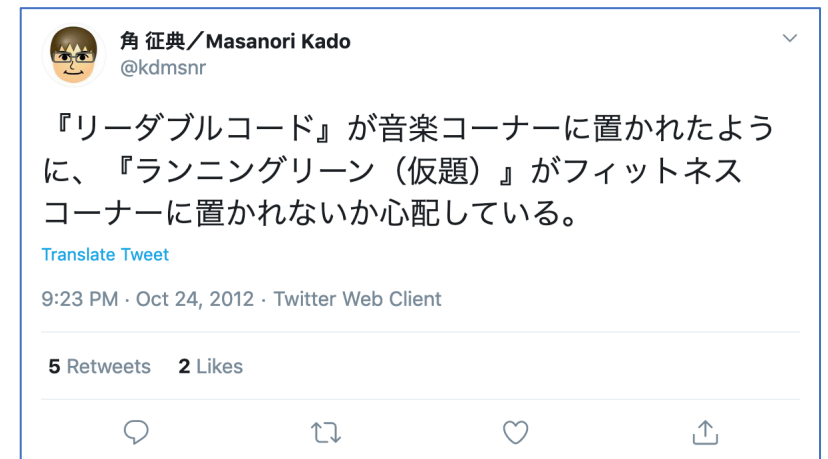 角 征典／Masanori Kado
@kdmsnr
『リーダブルコード』が音楽コーナーに置かれたよう
に、『ランニングリーン（仮題）』がフィットネス
コーナーに置かれないか心配している。
Translate Tweet
9:23 PM · Oct 24, 2012 · Twitter Web Client
5 Retweets 2 Likes